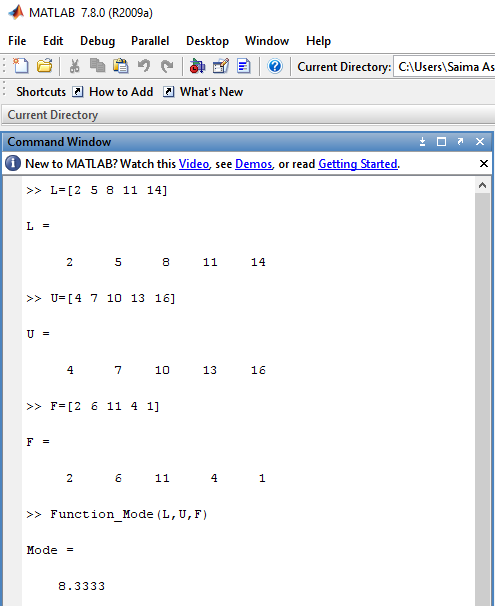 MATLAB 7.8.0 (R2009a)
File Edit Debug Parallel Desktop Window Help
Current Directory: C:\Users\Saima As
Shortcuts How to Add What's New
Current Directory
Command Window
New to MATLAB? Watch this Video, see Demos, or read Getting Started.
>> L=[2 5 8 11 14]
L =
2 5 8 11 14
>> U=[4 7 10 13 16]
U =
4 7 10 13 16
>> F=[2 6 11 4 1]
F =
2 6 11 4 1
>> Function_Mode(L,U,F)
Mode =
8.3333